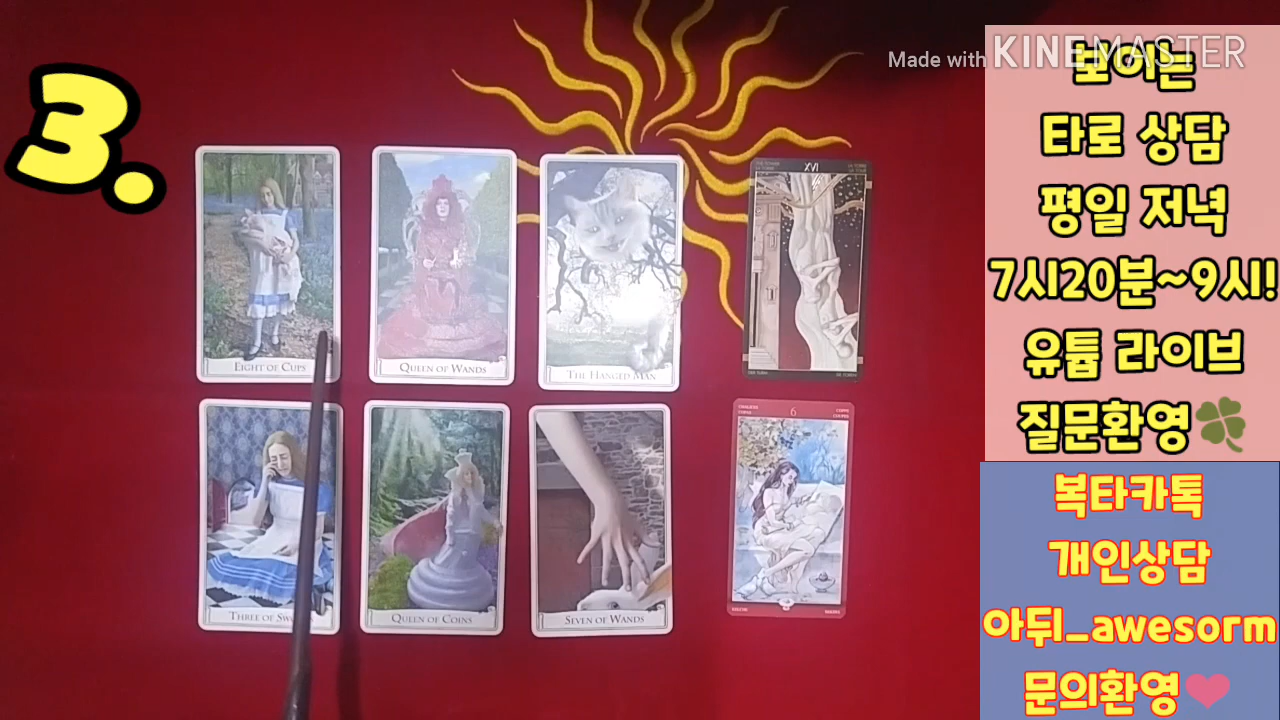 Made with KINEMASTER
3.
보이는
타로 상담
평일 저녁
7시20분~9시!
유튭 라이브
질문환영🍀
복타카톡
개인상담
아뒤_awesorm
문의환영❤
EIGHT OF CUPS
QUEEN OF WANDS
THE HANGED MAN
XVI
THREE OF SW
QUEEN OF COINS
SEVEN OF WANDS
6